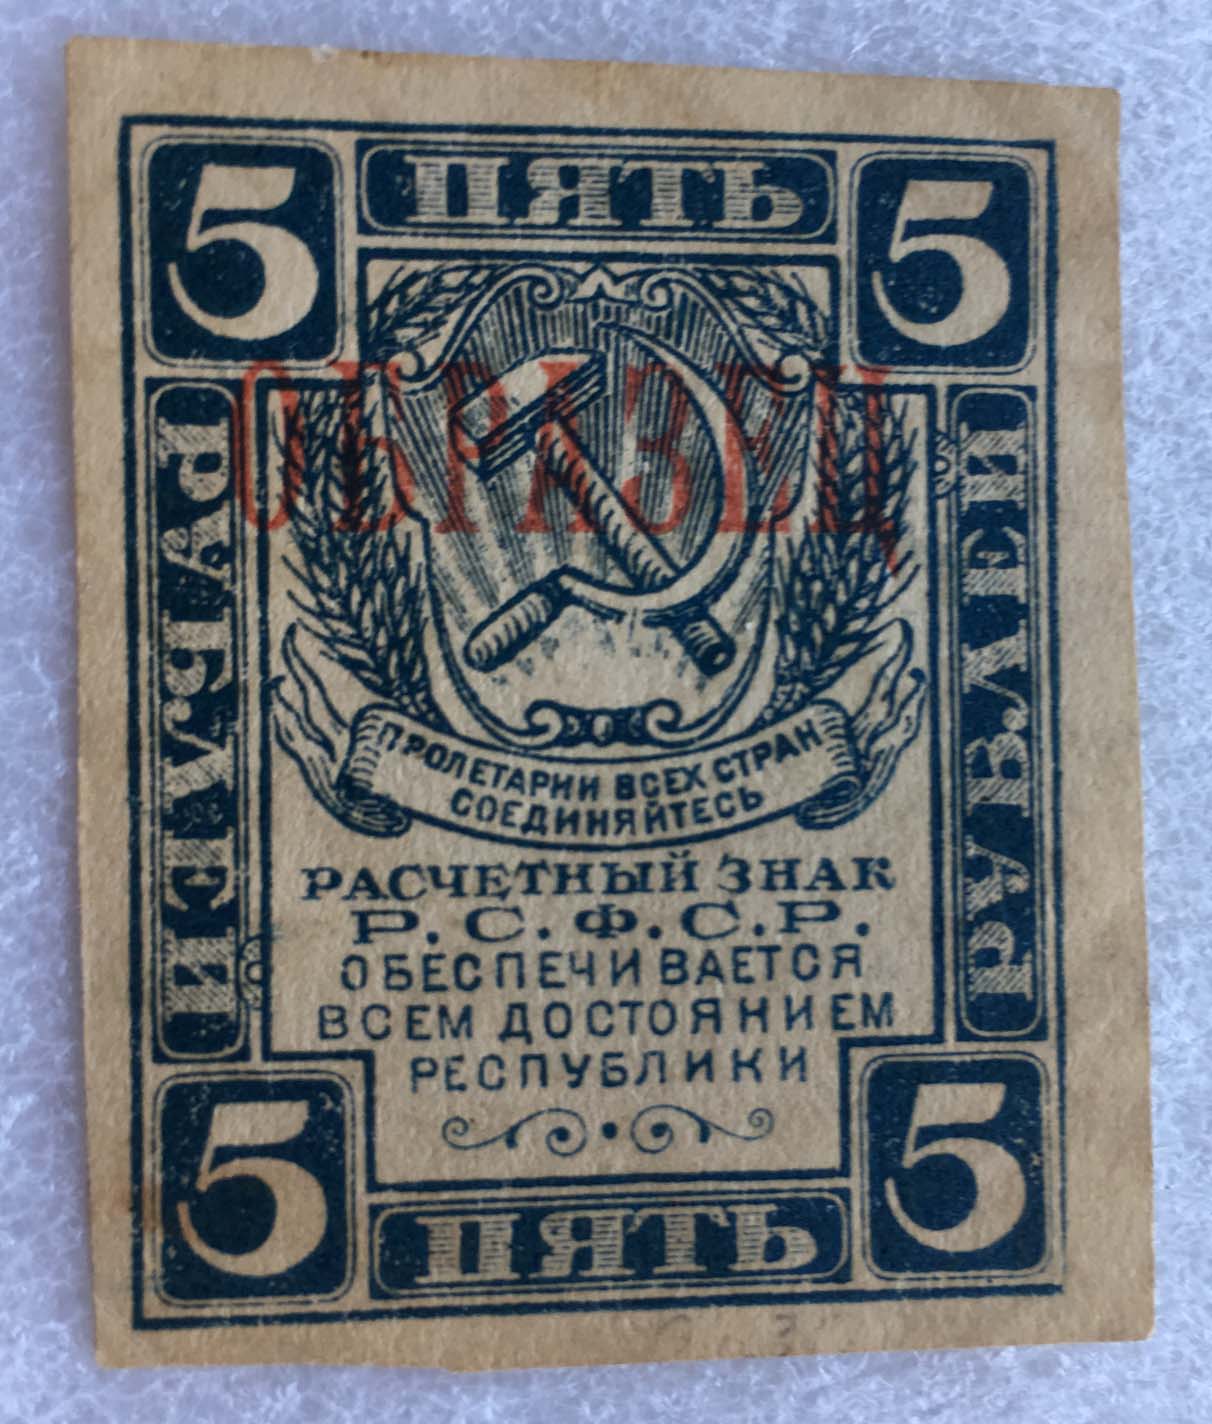 5 ПЯТЬ 5
ОБРАЗЕЦ
РУБЛЕЙ
РУБЛЕЙ
ПРОЛЕТАРИИ ВСЕХ СТРАН
СОЕДИНЯЙТЕСЬ
РАСЧЕТНЫЙ ЗНАК
Р.С.Ф.С.Р.
ОБЕСПЕЧИВАЕТСЯ
ВСЕМ ДОСТОЯНИЕМ
РЕСПУБЛИКИ
5 ПЯТЬ 5